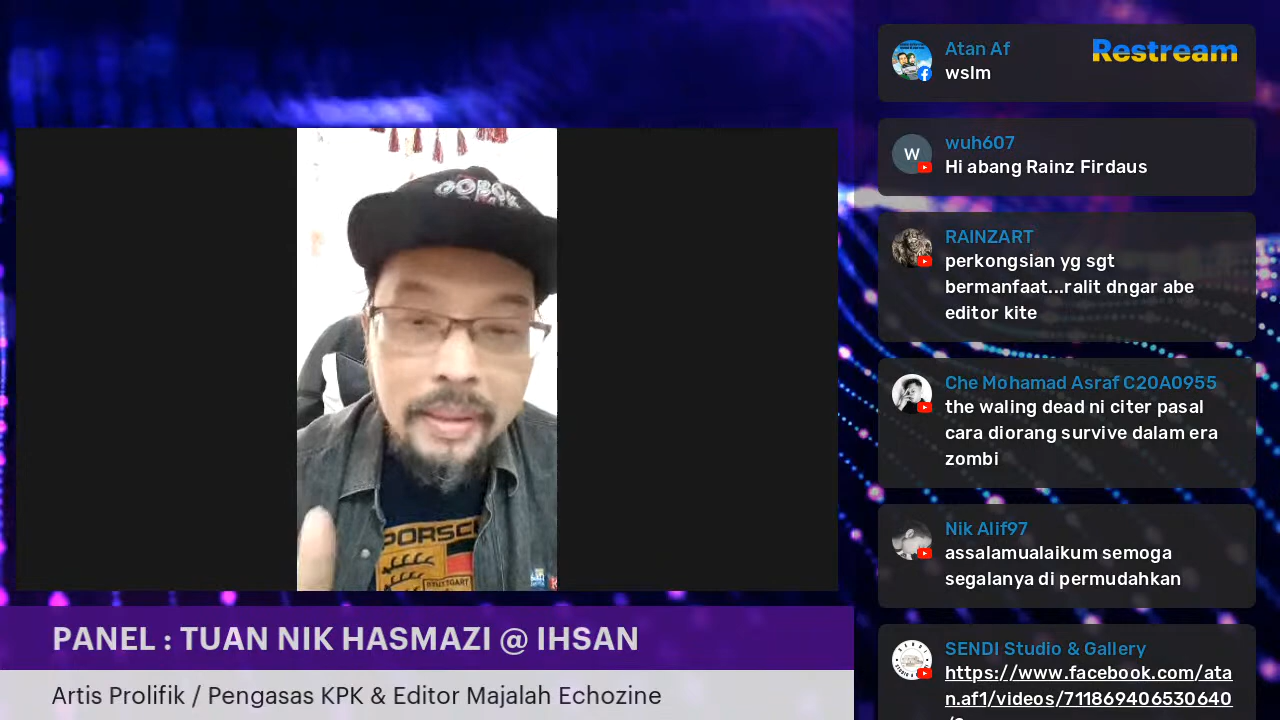 GOBOK
PORSCHE
STUTTGART
PANEL : TUAN NIK HASMAZI @ IHSAN
Artis Prolifik / Pengasas KPK & Editor Majalah Echozine
Restream
Atan Af
wslm
W
wuh607
Hi abang Rainz Firdaus
RAINZART
perkongsian yg sgt
bermanfaat...ralit dngar abe
editor kite
Che Mohamad Asraf C20A0955
the waling dead ni citer pasal
cara diorang survive dalam era
zombi
Nik Alif97
assalamualaikum semoga
segalanya di permudahkan
SENDI Studio & Gallery
https://www.facebook.com/ata
n.af1/videos/711869406530640